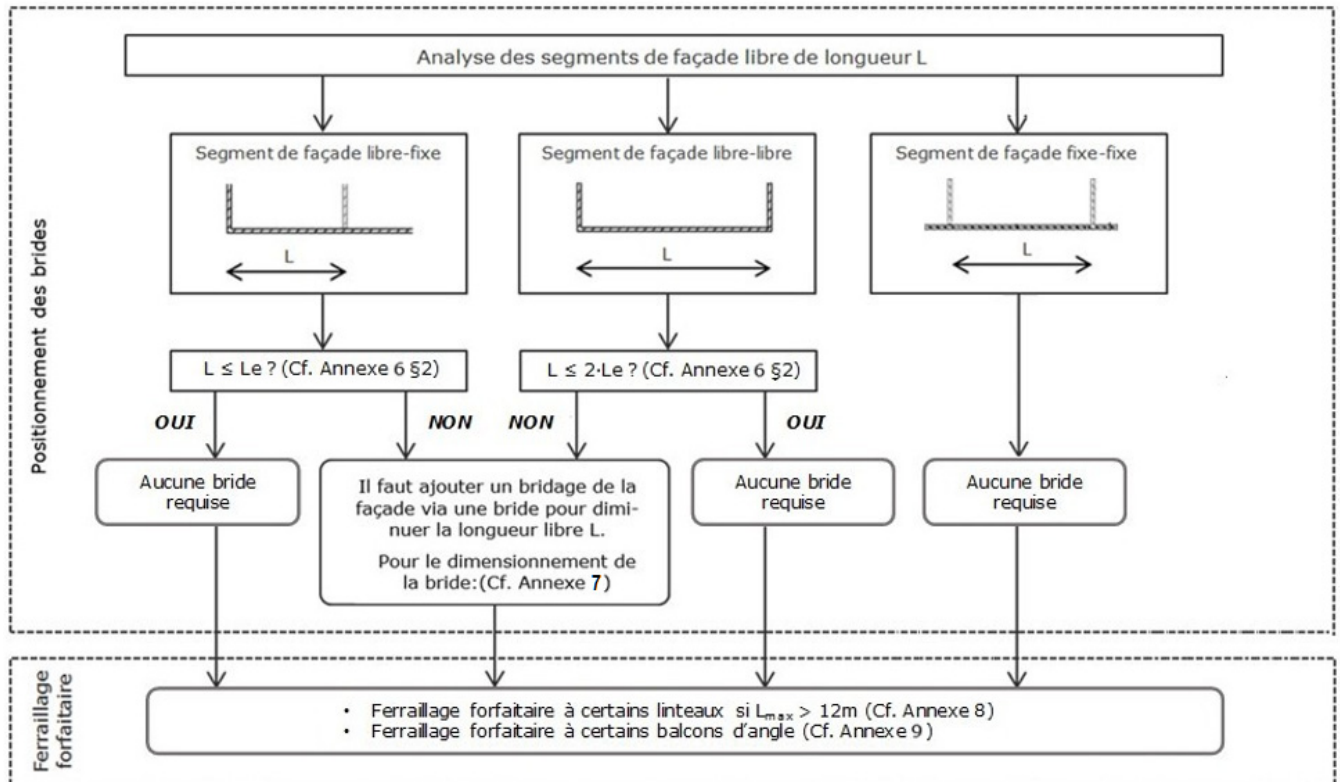 Analyse des segments de façade libre de longueur L
Segment de façade libre-fixe
L
Segment de façade libre-libre
L
Segment de façade fixe-fixe
L
L ≤ Le ? (Cf. Annexe 6 §2)
L ≤ 2·Le ? (Cf. Annexe 6 §2)
OUI
NON
NON
OUI
Aucune bride
requise
Il faut ajouter un bridage de la
façade via une bride pour dimi-
nuer la longueur libre L.
Pour le dimensionnement de
la bride:(Cf. Annexe 7)
Aucune bride
requise
Aucune bride
requise
Positionnement des brides
Ferraillage
forfaitaire
• Ferraillage forfaitaire à certains linteaux si Lmax > 12m (Cf. Annexe 8)
• Ferraillage forfaitaire à certains balcons d'angle (Cf. Annexe 9)